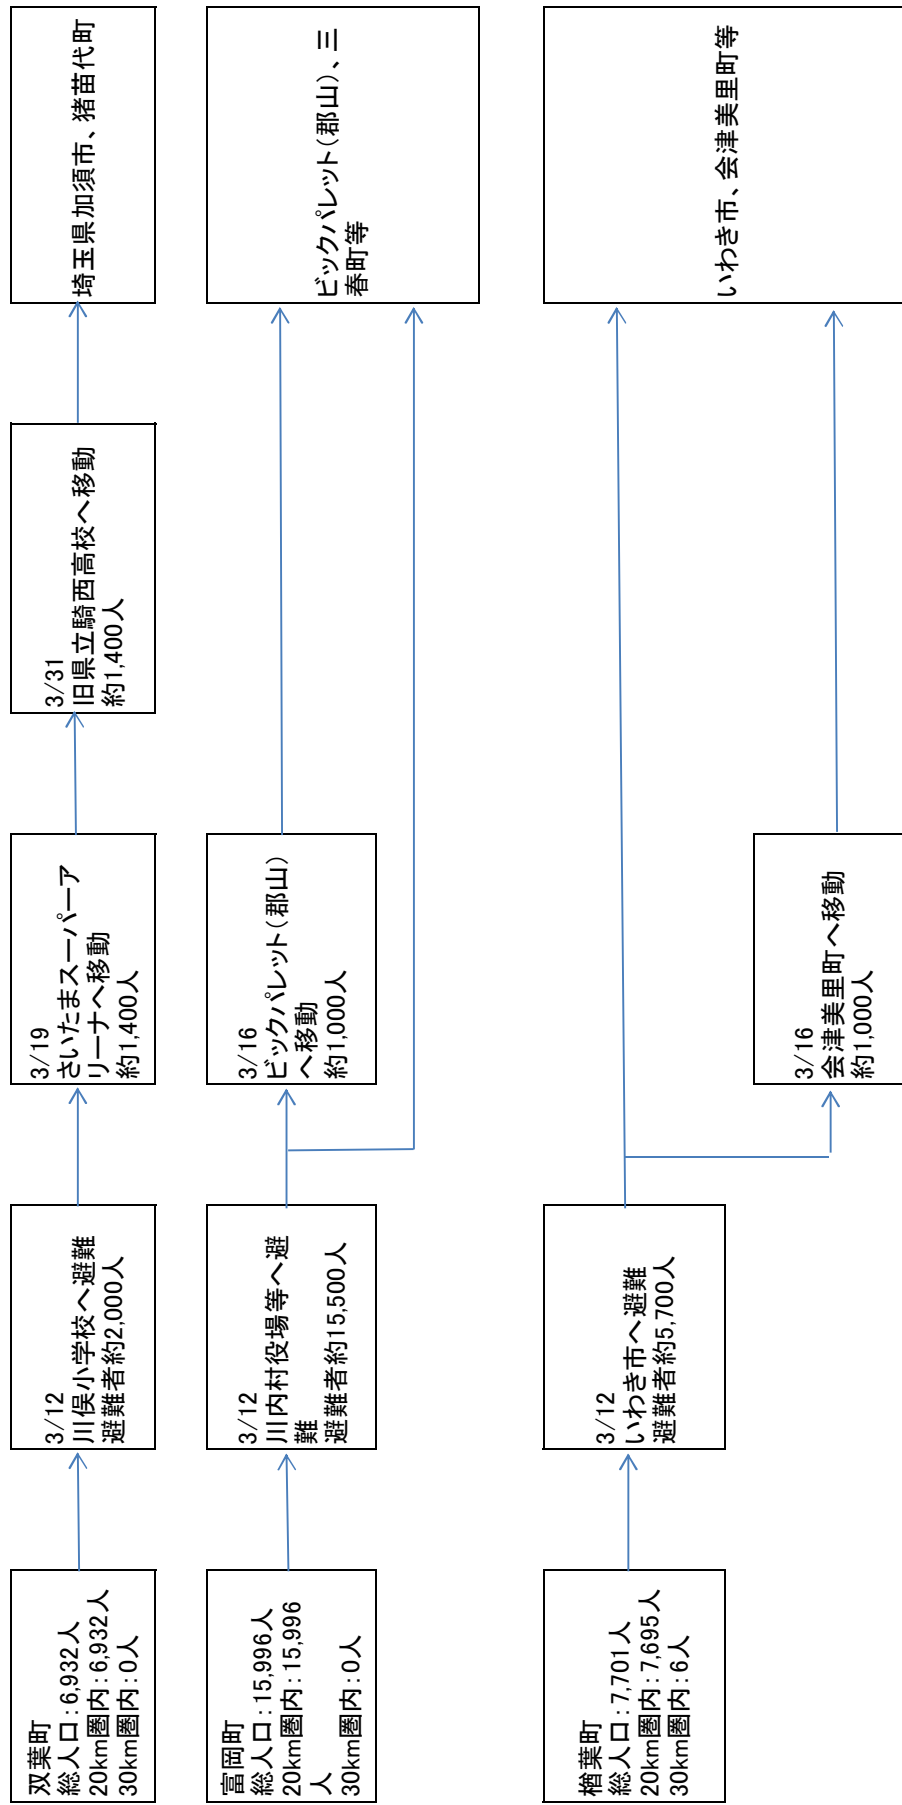 双葉町
総人口:6,932人
20km圏内:6,932人
30km圏内:0人
3/12
川俣小学校へ避難
避難者約2,000人
3/19
さいたまスーパーア
リーナへ移動
約1,400人
3/31
旧県立騎西高校へ移動
約1,400人
埼玉県加須市、猪苗代町
富岡町
総人口:15,996人
20km圏内:15,996
人
30km圏内:0人
3/12
川内村役場等へ避
難
避難者約15,500人
3/16
ビックパレット(郡山)
へ移動
約1,000人
ビックパレット(郡山)、三
春町等
楢葉町
総人口:7,701人
20km圏内:7,695人
30km圏内:6人
3/12
いわき市へ避難
避難者約5,700人
3/16
会津美里町へ移動
約1,000人
いわき市、会津美里町等